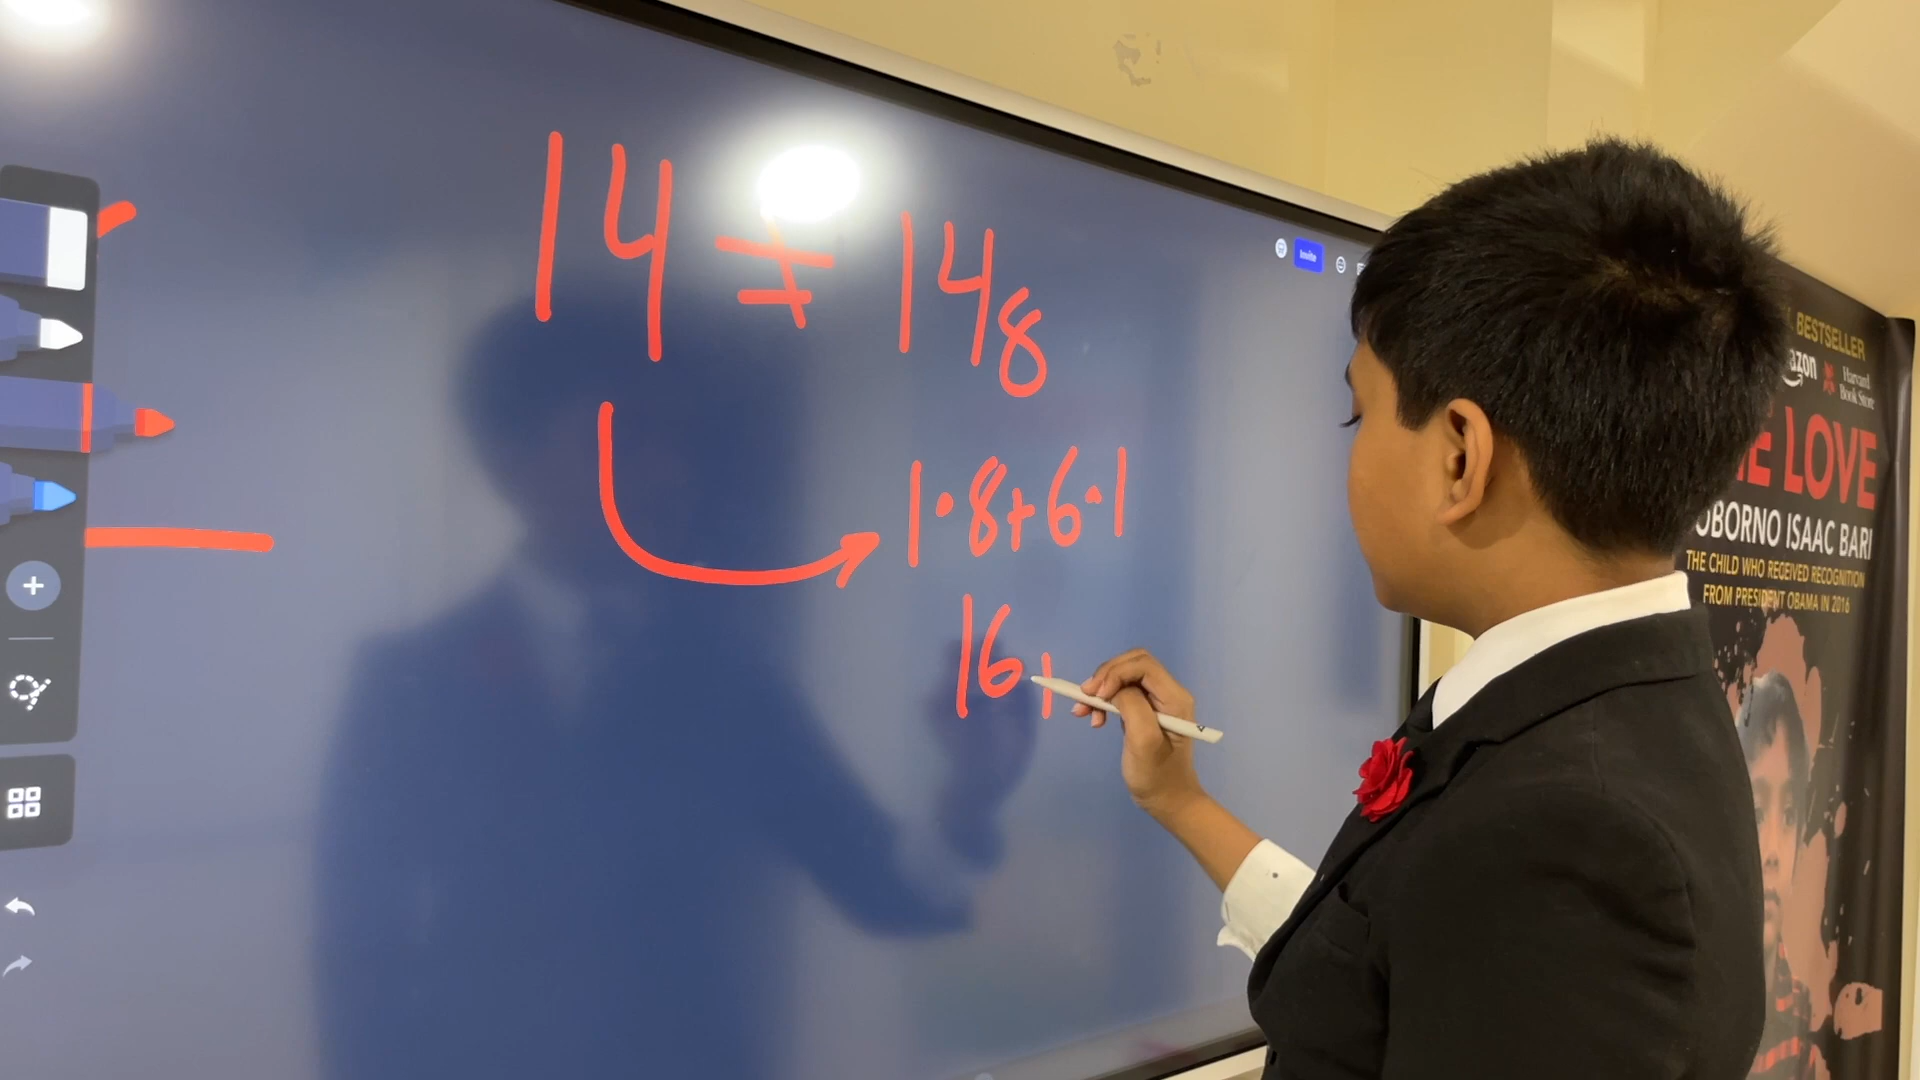 14 ≠ 14₈
1·8+6·1
16
Invite
BESTSELLER
azon
Harvard
Book Store
E LOVE
OBORNO ISAAC BARI
THE CHILD WHO RECEIVED RECOGNITION
FROM PRESIDENT OBAMA IN 2016